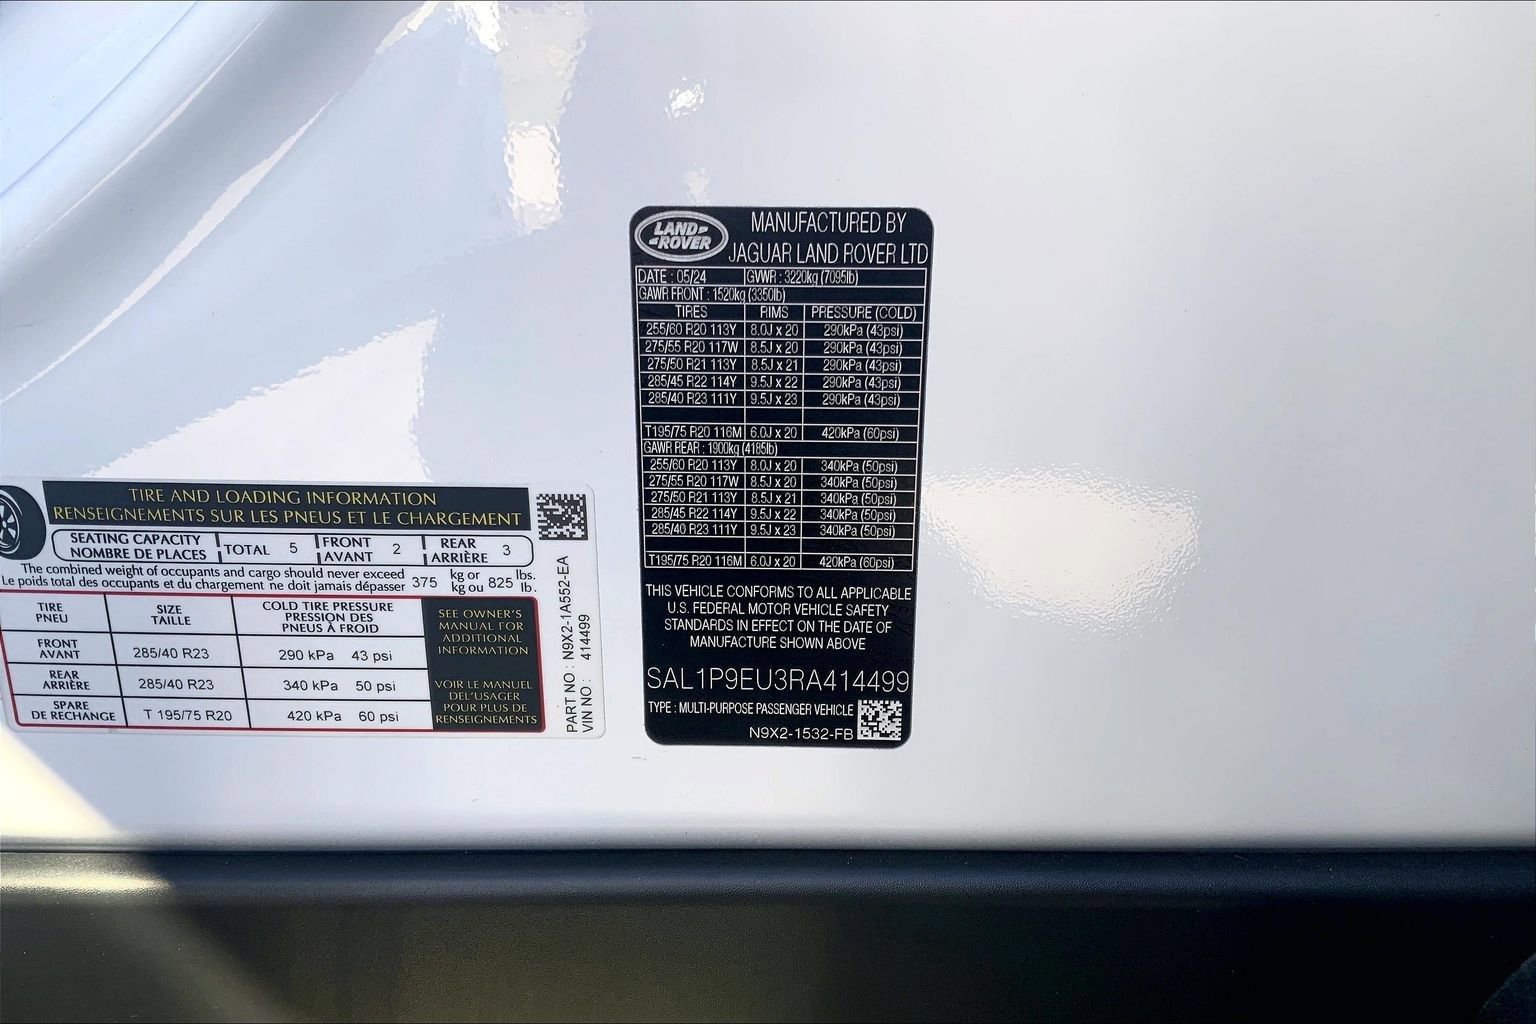 TIRE AND LOADING INFORMATION
RENSEIGNEMENTS SUR LES PNEUS ET LE CHARGEMENT
SEATING CAPACITY
NOMBRE DE PLACES
TOTAL 5
FRONT
AVANT 2
REAR
ARRIÈRE 3
The combined weight of occupants and cargo should never exceed
Le poids total des occupants et du chargement ne doit jamais dépasser
375 kg or
kg ou 825 lbs.
lb.
TIRE
PNEU
SIZE
TAILLE
COLD TIRE PRESSURE
PRESSION DES
PNEUS À FROID
FRONT
AVANT
285/40 R23 290 kPa 43 psi
REAR
ARRIÈRE
285/40 R23 340 kPa 50 psi
SPARE
DE RECHANGE
T 195/75 R20 420 kPa 60 psi
SEE OWNER'S
MANUAL FOR
ADDITIONAL
INFORMATION
VOIR LE MANUEL
DEL'USAGER
POUR PLUS DE
RENSEIGNEMENTS
PART NO : N9X2-1A552-EA
VIN NO : 414499
LAND
ROVER
MANUFACTURED BY
JAGUAR LAND ROVER LTD
DATE : 05/24 GVWR : 3220kg (7095lb)
GAWR FRONT : 1520kg (3350lb)
TIRES RIMS PRESSURE (COLD)
255/60 R20 113Y 8.0J x 20 290kPa (43psi)
275/55 R20 117W 8.5J x 20 290kPa (43psi)
275/50 R21 113Y 8.5J x 21 290kPa (43psi)
285/45 R22 114Y 9.5J x 22 290kPa (43psi)
285/40 R23 111Y 9.5J x 23 290kPa (43psi)
T195/75 R20 116M 6.0J x 20 420kPa (60psi)
GAWR REAR : 1900kg (4185lb)
255/60 R20 113Y 8.0J x 20 340kPa (50psi)
275/55 R20 117W 8.5J x 20 340kPa (50psi)
275/50 R21 113Y 8.5J x 21 340kPa (50psi)
285/45 R22 114Y 9.5J x 22 340kPa (50psi)
285/40 R23 111Y 9.5J x 23 340kPa (50psi)
T195/75 R20 116M 6.0J x 20 420kPa (60psi)
THIS VEHICLE CONFORMS TO ALL APPLICABLE
U.S. FEDERAL MOTOR VEHICLE SAFETY
STANDARDS IN EFFECT ON THE DATE OF
MANUFACTURE SHOWN ABOVE
SAL1P9EU3RA414499
TYPE : MULTI-PURPOSE PASSENGER VEHICLE
N9X2-1532-FB